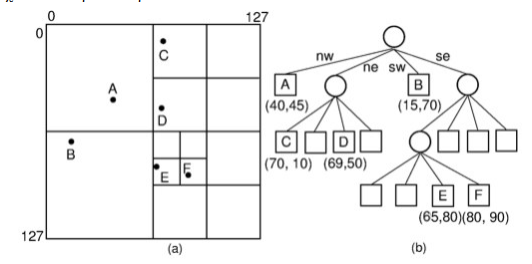 0
127
0
C
A
D
B
E
F
127
(a)
nw
ne
sw
se
A
B
(40,45)
(15,70)
C
D
(70, 10)
(69,50)
E
F
(65,80)
(80, 90)
(b)